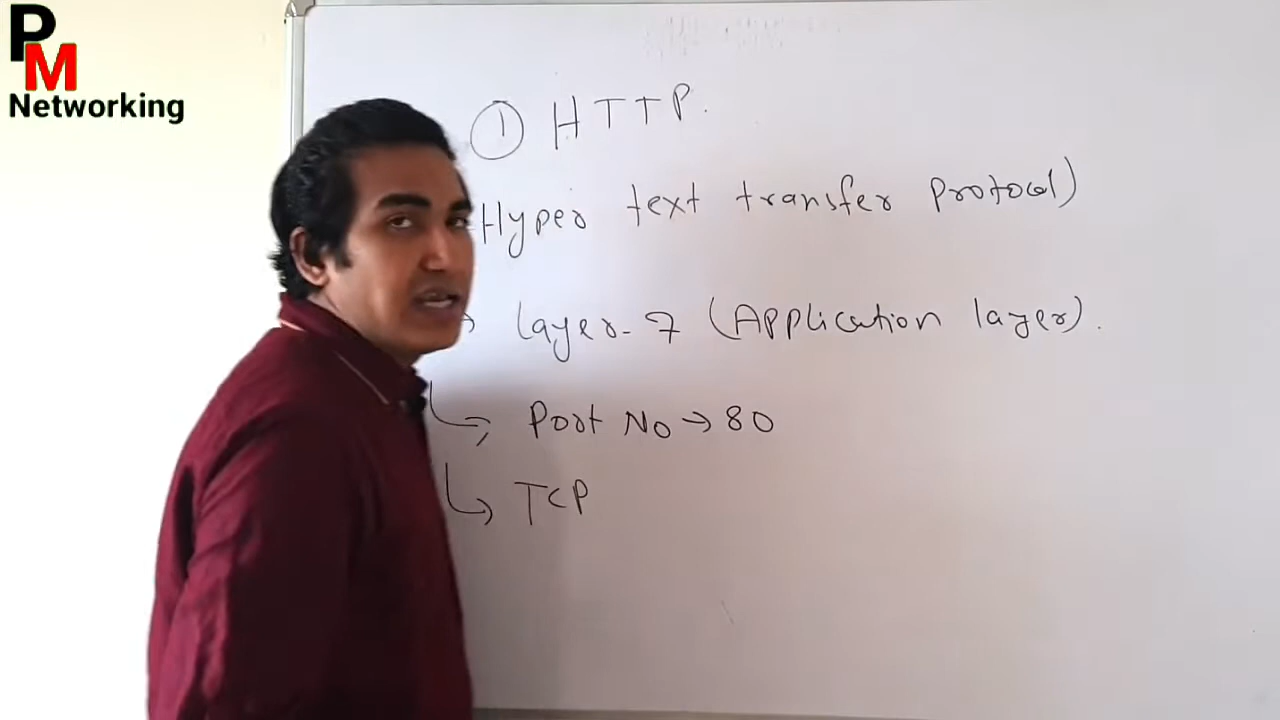 PM
Networking
① HTTP.
Hyper text transfer protocol)
Layer-7 (Application layer).
Port No → 80
TCP